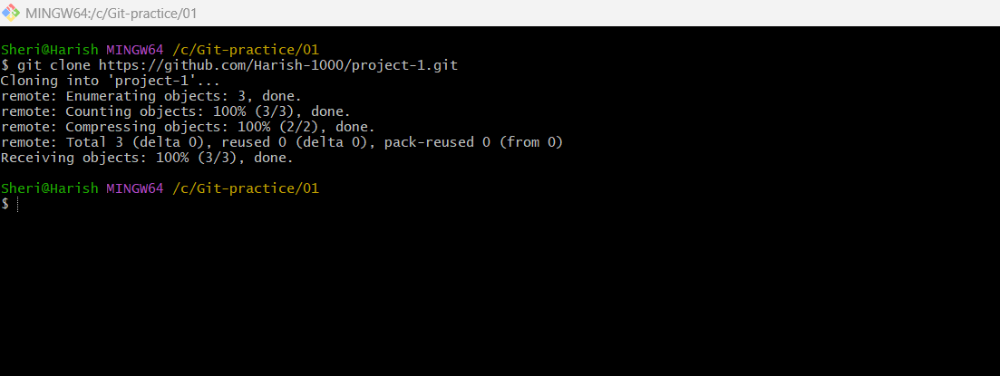 MINGW64:/c/Git-practice/01
Sheri@Harish MINGW64 /c/Git-practice/01
$ git clone https://github.com/Harish-1000/project-1.git
Cloning into 'project-1'...
remote: Enumerating objects: 3, done.
remote: Counting objects: 100% (3/3), done.
remote: Compressing objects: 100% (2/2), done.
remote: Total 3 (delta 0), reused 0 (delta 0), pack-reused 0 (from 0)
Receiving objects: 100% (3/3), done.
Sheri@Harish MINGW64 /c/Git-practice/01
$